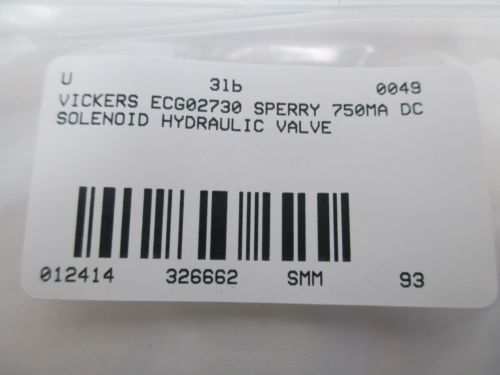 U 31b 0049
VICKERS ECG02730 SPERRY 750MA DC
SOLENOID HYDRAULIC VALVE
012414 326662 SMM 93